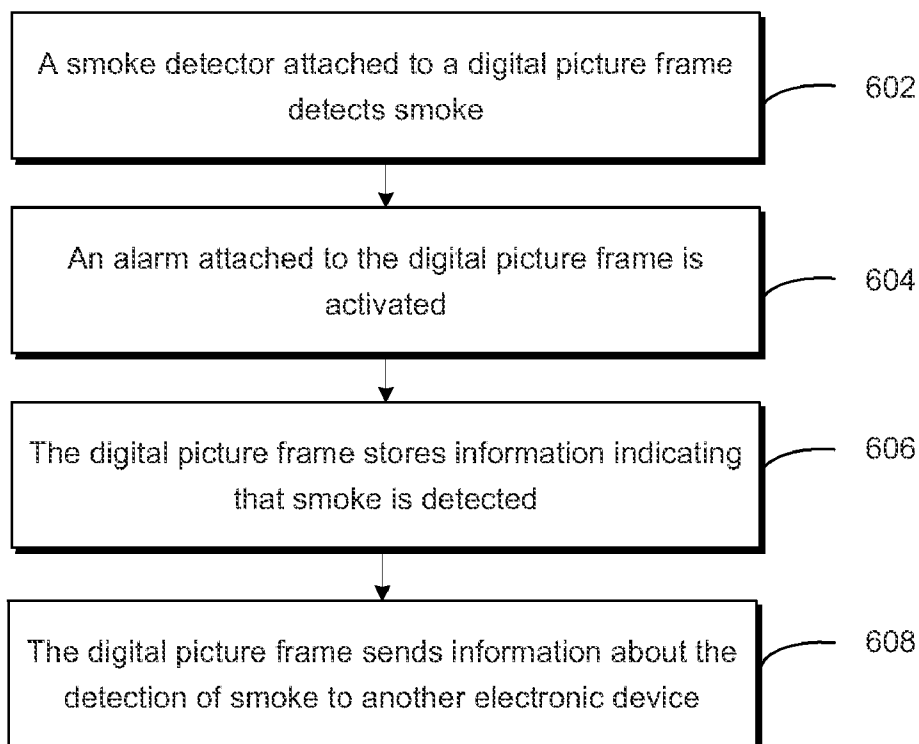 A smoke detector attached to a digital picture frame
detects smoke
602
An alarm attached to the digital picture frame is
activated
604
The digital picture frame stores information indicating
that smoke is detected
606
The digital picture frame sends information about the
detection of smoke to another electronic device
608